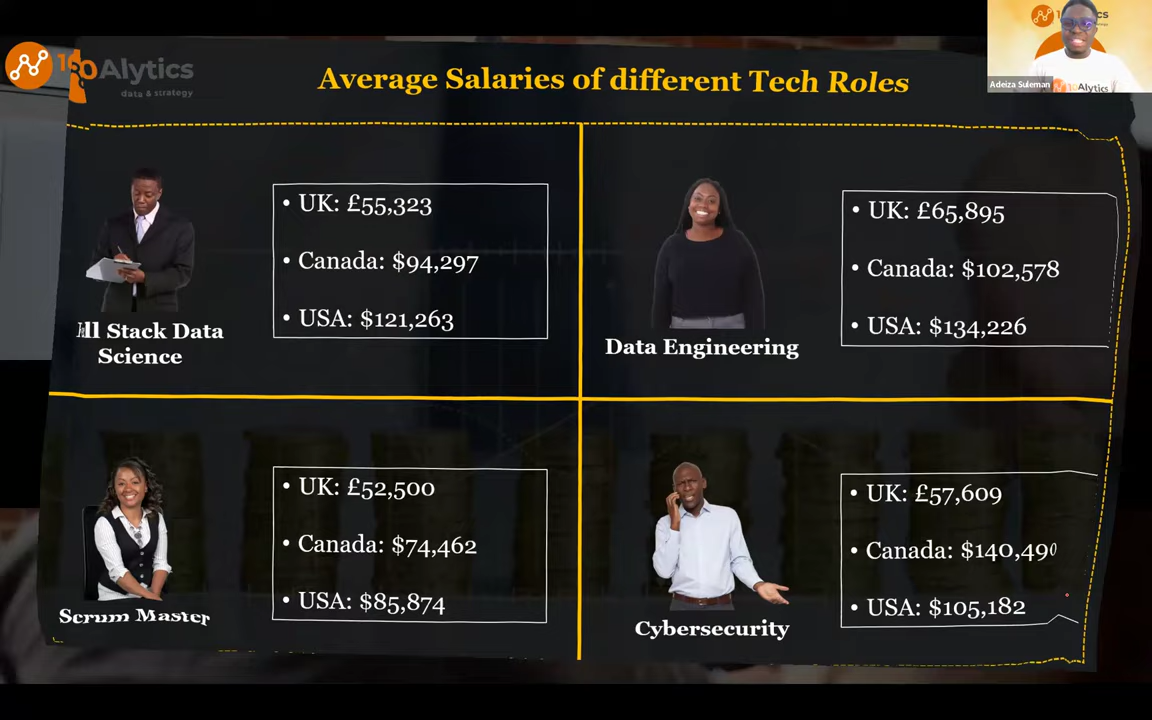 Alytics
data & strategy
Average Salaries of different Tech Roles
Adeiza Suleman
Alytics
• UK: £55,323
• Canada: $94,297
• USA: $121,263
Stack Data
Science
• UK: £65,895
• Canada: $102,578
• USA: $134,226
Data Engineering
• UK: £52,500
• Canada: $74,462
• USA: $85,874
Scrum Master
• UK: £57,609
• Canada: $140,490
• USA: $105,182
Cybersecurity